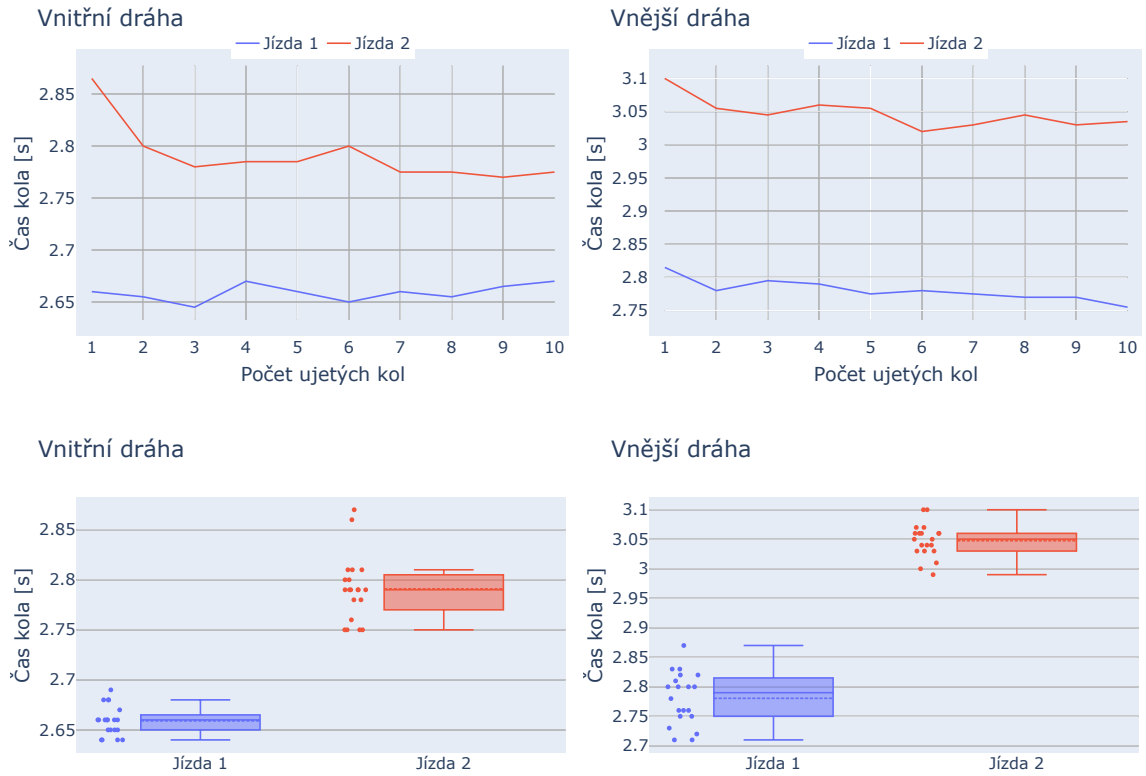 Vnitřní dráha
Jízda 1 Jízda 2
2.85
2.8
2.75
2.7
2.65
Čas kola [s]
1 2 3 4 5 6 7 8 9 10
Počet ujetých kol
Vnější dráha
Jízda 1 Jízda 2
3.1
3.05
3
2.95
2.9
2.85
2.8
2.75
Čas kola [s]
1 2 3 4 5 6 7 8 9 10
Počet ujetých kol
Vnitřní dráha
2.85
2.8
2.75
2.7
2.65
Čas kola [s]
Jízda 1 Jízda 2
Vnější dráha
3.1
3.05
3
2.95
2.9
2.85
2.8
2.75
2.7
Čas kola [s]
Jízda 1 Jízda 2